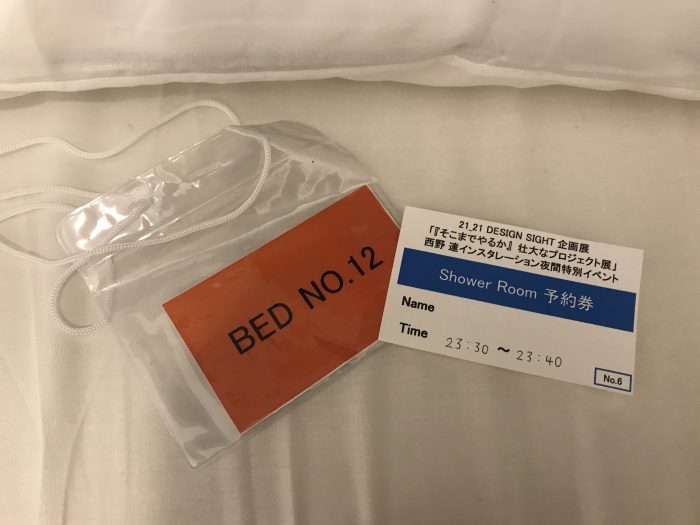 BED NO.12
21_21 DESIGN SIGHT 企画展
「『そこまでやるか』壮大なプロジェクト展」
西野 達インスタレーション夜間特別イベント
Shower Room 予約券
Name
Time 23:30 〜 23:40
No.6